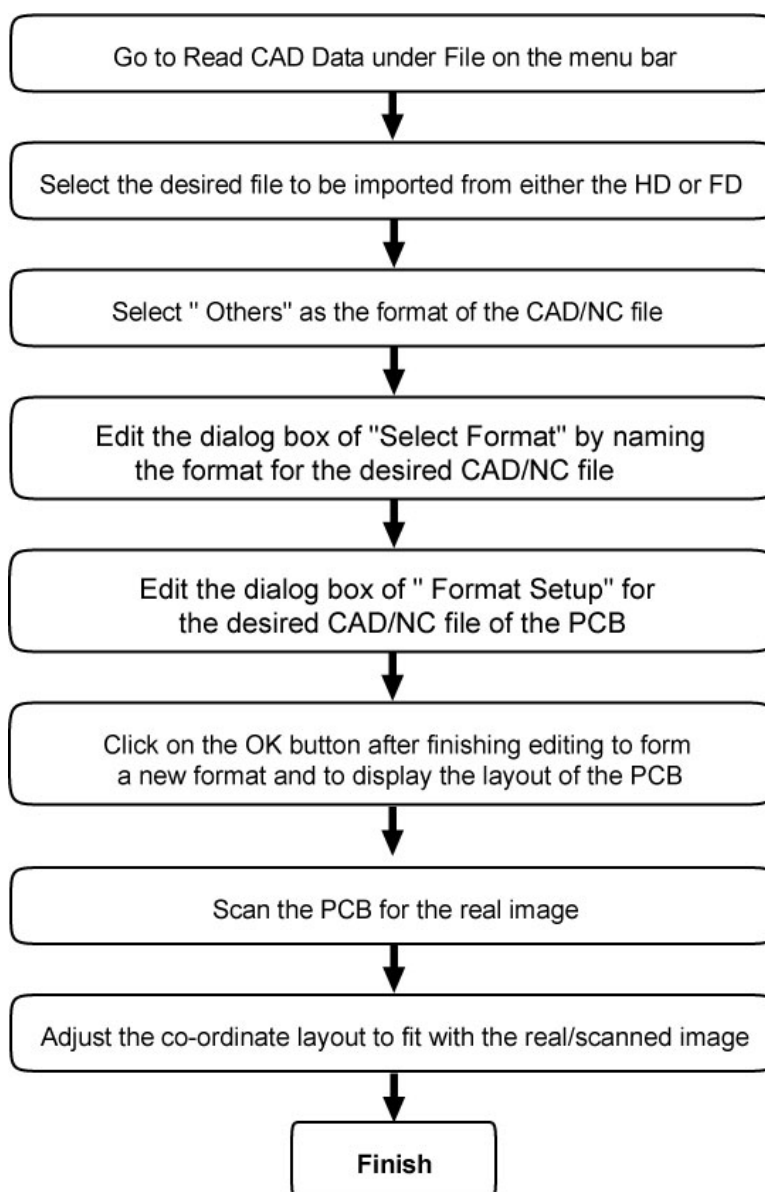 Go to Read CAD Data under File on the menu bar
Select the desired file to be imported from either the HD or FD
Select " Others" as the format of the CAD/NC file
Edit the dialog box of "Select Format" by naming
the format for the desired CAD/NC file
Edit the dialog box of " Format Setup" for
the desired CAD/NC file of the PCB
Click on the OK button after finishing editing to form
a new format and to display the layout of the PCB
Scan the PCB for the real image
Adjust the co-ordinate layout to fit with the real/scanned image
Finish